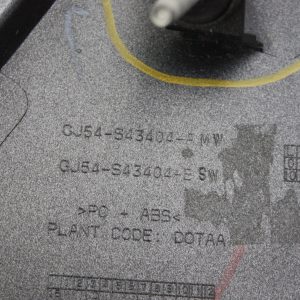 GJ54-S43404-A MW
GJ54-S43404-E SW
>PC + ABS<
PLANT CODE: DOTAA